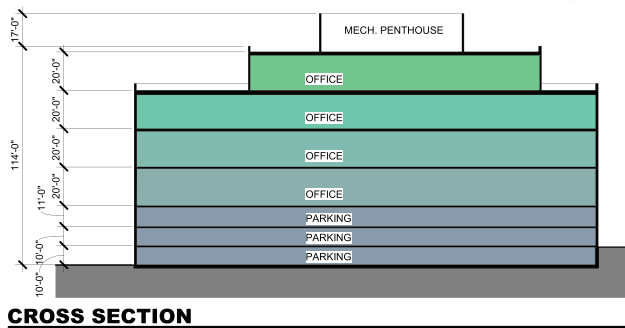 17'-0"
MECH. PENTHOUSE
20'-0"
OFFICE
20'-0"
OFFICE
114'-0"
20'-0"
OFFICE
20'-0"
OFFICE
11'-0"
PARKING
10'-0"
PARKING
10'-0"
PARKING
CROSS SECTION